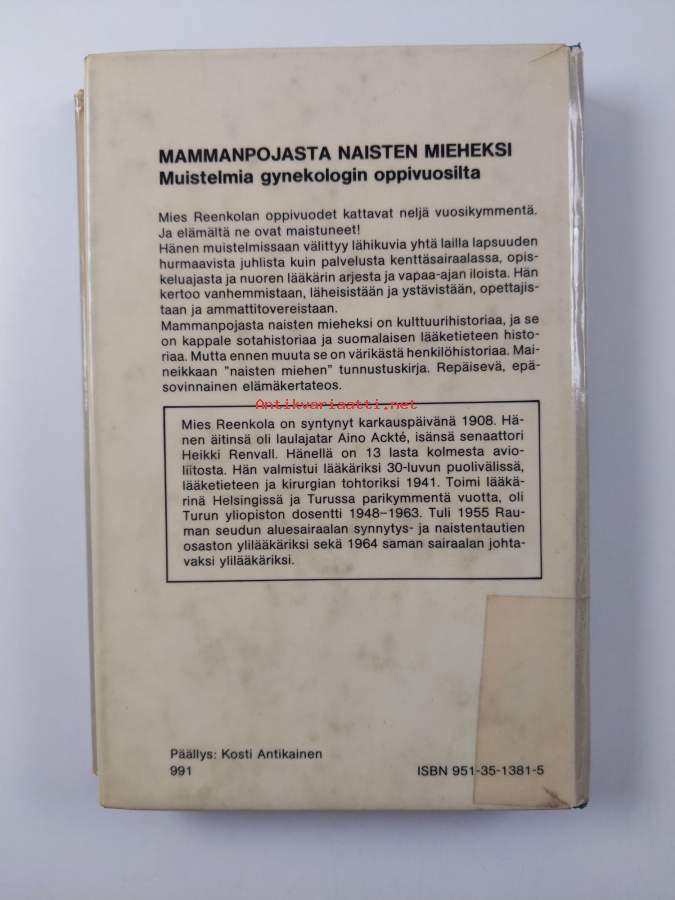 MAMMANPOJASTA NAISTEN MIEHEKSI
Muistelmia gynekologin oppivuosilta
Mies Reenkolan oppivuodet kattavat neljä vuosikymmentä.
Ja elämältä ne ovat maistuneet!
Hänen muistelmissaan välittyy lähikuvia yhtä lailla lapsuuden
hurmaavista juhlista kuin palvelusta kenttäsairaalassa, opis-
keluajasta ja nuoren lääkärin arjesta ja vapaa-ajan iloista. Hän
kertoo vanhemmistaan, läheisistään ja ystävistään, opettajis-
taan ja ammattitovereistaan.
Mammanpojasta naisten mieheksi on kulttuurihistoriaa, ja se
on kappale sotahistoriaa ja suomalaisen lääketieteen histo-
riaa. Mutta ennen muuta se on värikästä henkilöhistoriaa. Mai-
neikkaan "naisten miehen" tunnustuskirja. Repäisevä, epä-
sovinnainen elämäkertateos.
Antikvariaatti.net
Mies Reenkola on syntynyt karkauspäivänä 1908. Hä-
nen äitinsä oli laulajatar Aino Ackté, isänsä senaattori
Heikki Renvall. Hänellä on 13 lasta kolmesta avio-
liitosta. Hän valmistui lääkäriksi 30-luvun puolivälissä,
lääketieteen ja kirurgian tohtoriksi 1941. Toimi lääkä-
rinä Helsingissä ja Turussa parikymmentä vuotta, oli
Turun yliopiston dosentti 1948–1963. Tuli 1955 Rau-
man seudun aluesairaalan synnytys- ja naistentautien
osaston ylilääkäriksi sekä 1964 saman sairaalan johta-
vaksi ylilääkäriksi.
Päällys: Kosti Antikainen
991
ISBN 951-35-1381-5